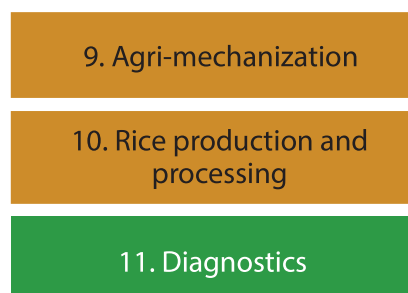 9. Agri-mechanization
10. Rice production and
processing
11. Diagnostics